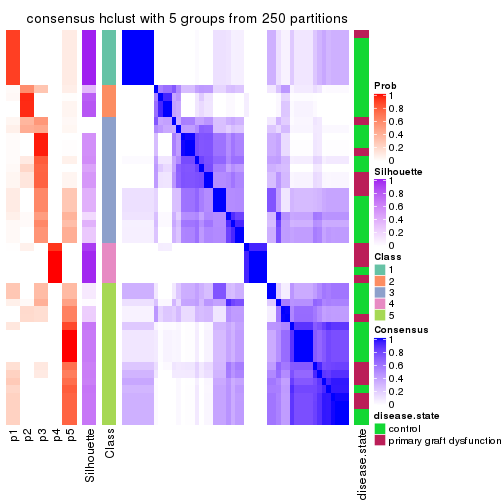 consensus hclust with 5 groups from 250 partitions
Prob
1
0.8
0.6
0.4
0.2
0
Silhouette
1
0.8
0.6
0.4
0.2
0
Class
1
2
3
4
5
Consensus
1
0.8
0.6
0.4
0.2
0
disease.state
control
primary graft dysfunction
p1
p2
p3
p4
p5
Silhouette
Class
disease.state